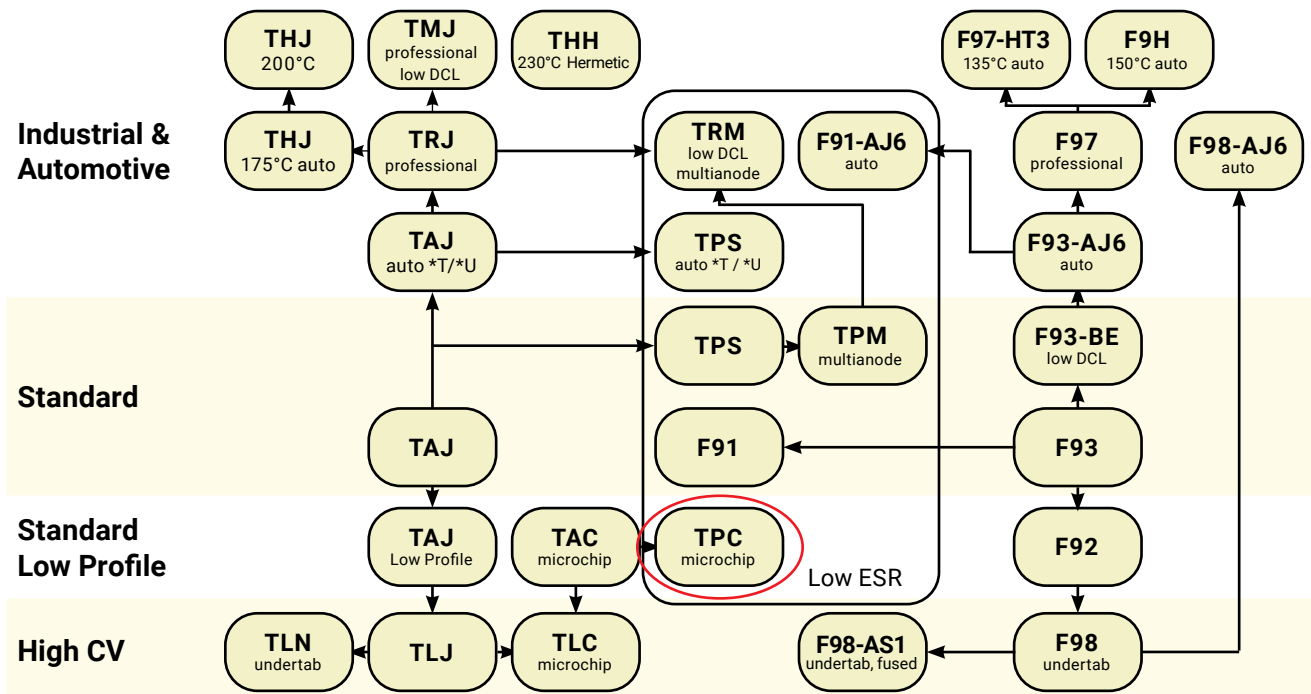 THJ
200°C
TMJ
professional
low DCL
THH
230°C Hermetic
F97-HT3
135°C auto
F9H
150°C auto
Industrial &
Automotive
THJ
175°C auto
TRJ
professional
TRM
low DCL
multianode
F91-AJ6
auto
F97
professional
F98-AJ6
auto
TAJ
auto *T/*U
TPS
auto *T / *U
F93-AJ6
auto
TPS
TPM
multianode
F93-BE
low DCL
Standard
TAJ
F91
F93
Standard
Low Profile
TAJ
Low Profile
TAC
microchip
TPC
microchip
Low ESR
F92
High CV
TLN
undertab
TLJ
TLC
microchip
F98-AS1
undertab, fused
F98
undertab